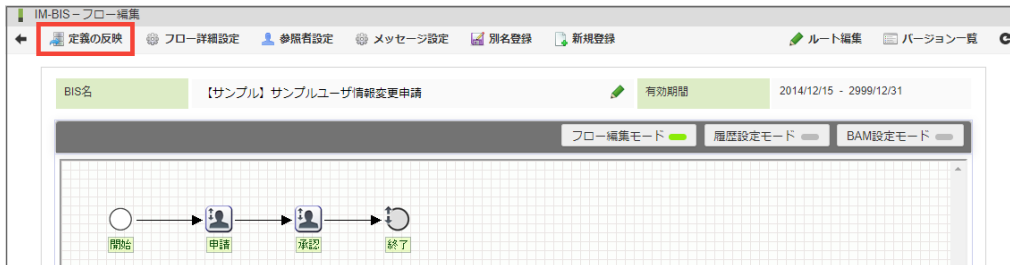 IM-BIS－フロー編集
定義の反映 フロー詳細設定 参照者設定 メッセージ設定 別名登録 新規登録 ルート編集 バージョン一覧
BIS名 【サンプル】サンプルユーザ情報変更申請 有効期間 2014/12/15 - 2999/12/31
フロー編集モード 履歴設定モード BAM設定モード
開始 申請 承認 終了